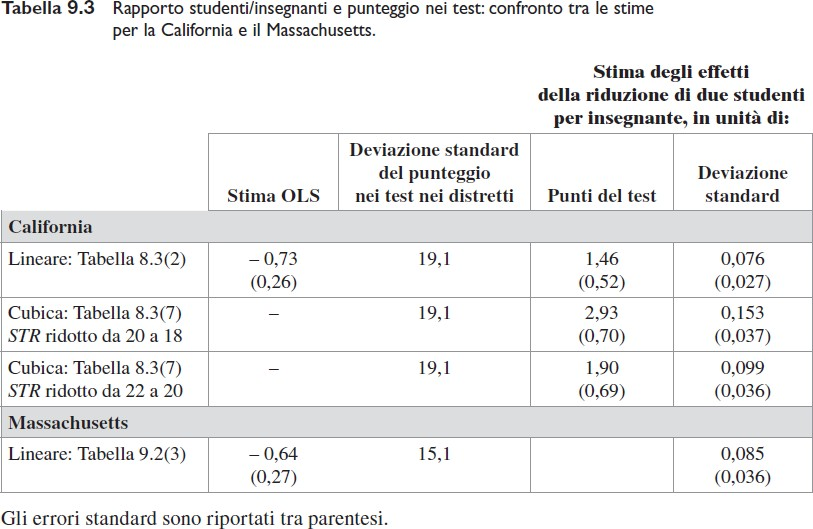 Tabella 9.3 Rapporto studenti/insegnanti e punteggio nei test: confronto tra le stime
per la California e il Massachusetts.
Stima degli effetti
della riduzione di due studenti
per insegnante, in unità di:
Stima OLS
Deviazione standard
del punteggio
nei test nei distretti
Punti del test
Deviazione
standard
California
Lineare: Tabella 8.3(2) – 0,73 19,1 1,46 0,076
(0,26) (0,52) (0,027)
Cubica: Tabella 8.3(7) – 19,1 2,93 0,153
STR ridotto da 20 a 18 (0,70) (0,037)
Cubica: Tabella 8.3(7) – 19,1 1,90 0,099
STR ridotto da 22 a 20 (0,69) (0,036)
Massachusetts
Lineare: Tabella 9.2(3) – 0,64 15,1 0,085
(0,27) (0,036)
Gli errori standard sono riportati tra parentesi.